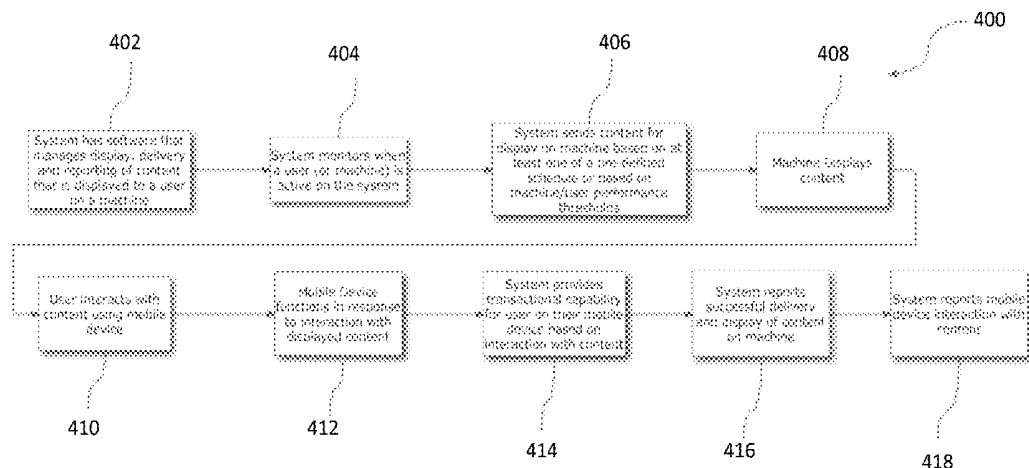 402
404
406
408
400
System has software that
manages display, delivery
and reporting of content
that is displayed to a user
on a machine
System monitors when
a user (or machine) is
active on the system
System sends content for
display on machine based on at
least one of a pre-defined
schedule or based on
machine/user performance
thresholds
Machine Displays
content
User interacts with
content using mobile
device
Mobile Device
functions in response
to interaction with
displayed content
System provides
transactional capability
for user on their mobile
device based on
interaction with content
System reports
successful delivery
and display of content
on machine
System reports mobile
device interaction with
content
410
412
414
416
418